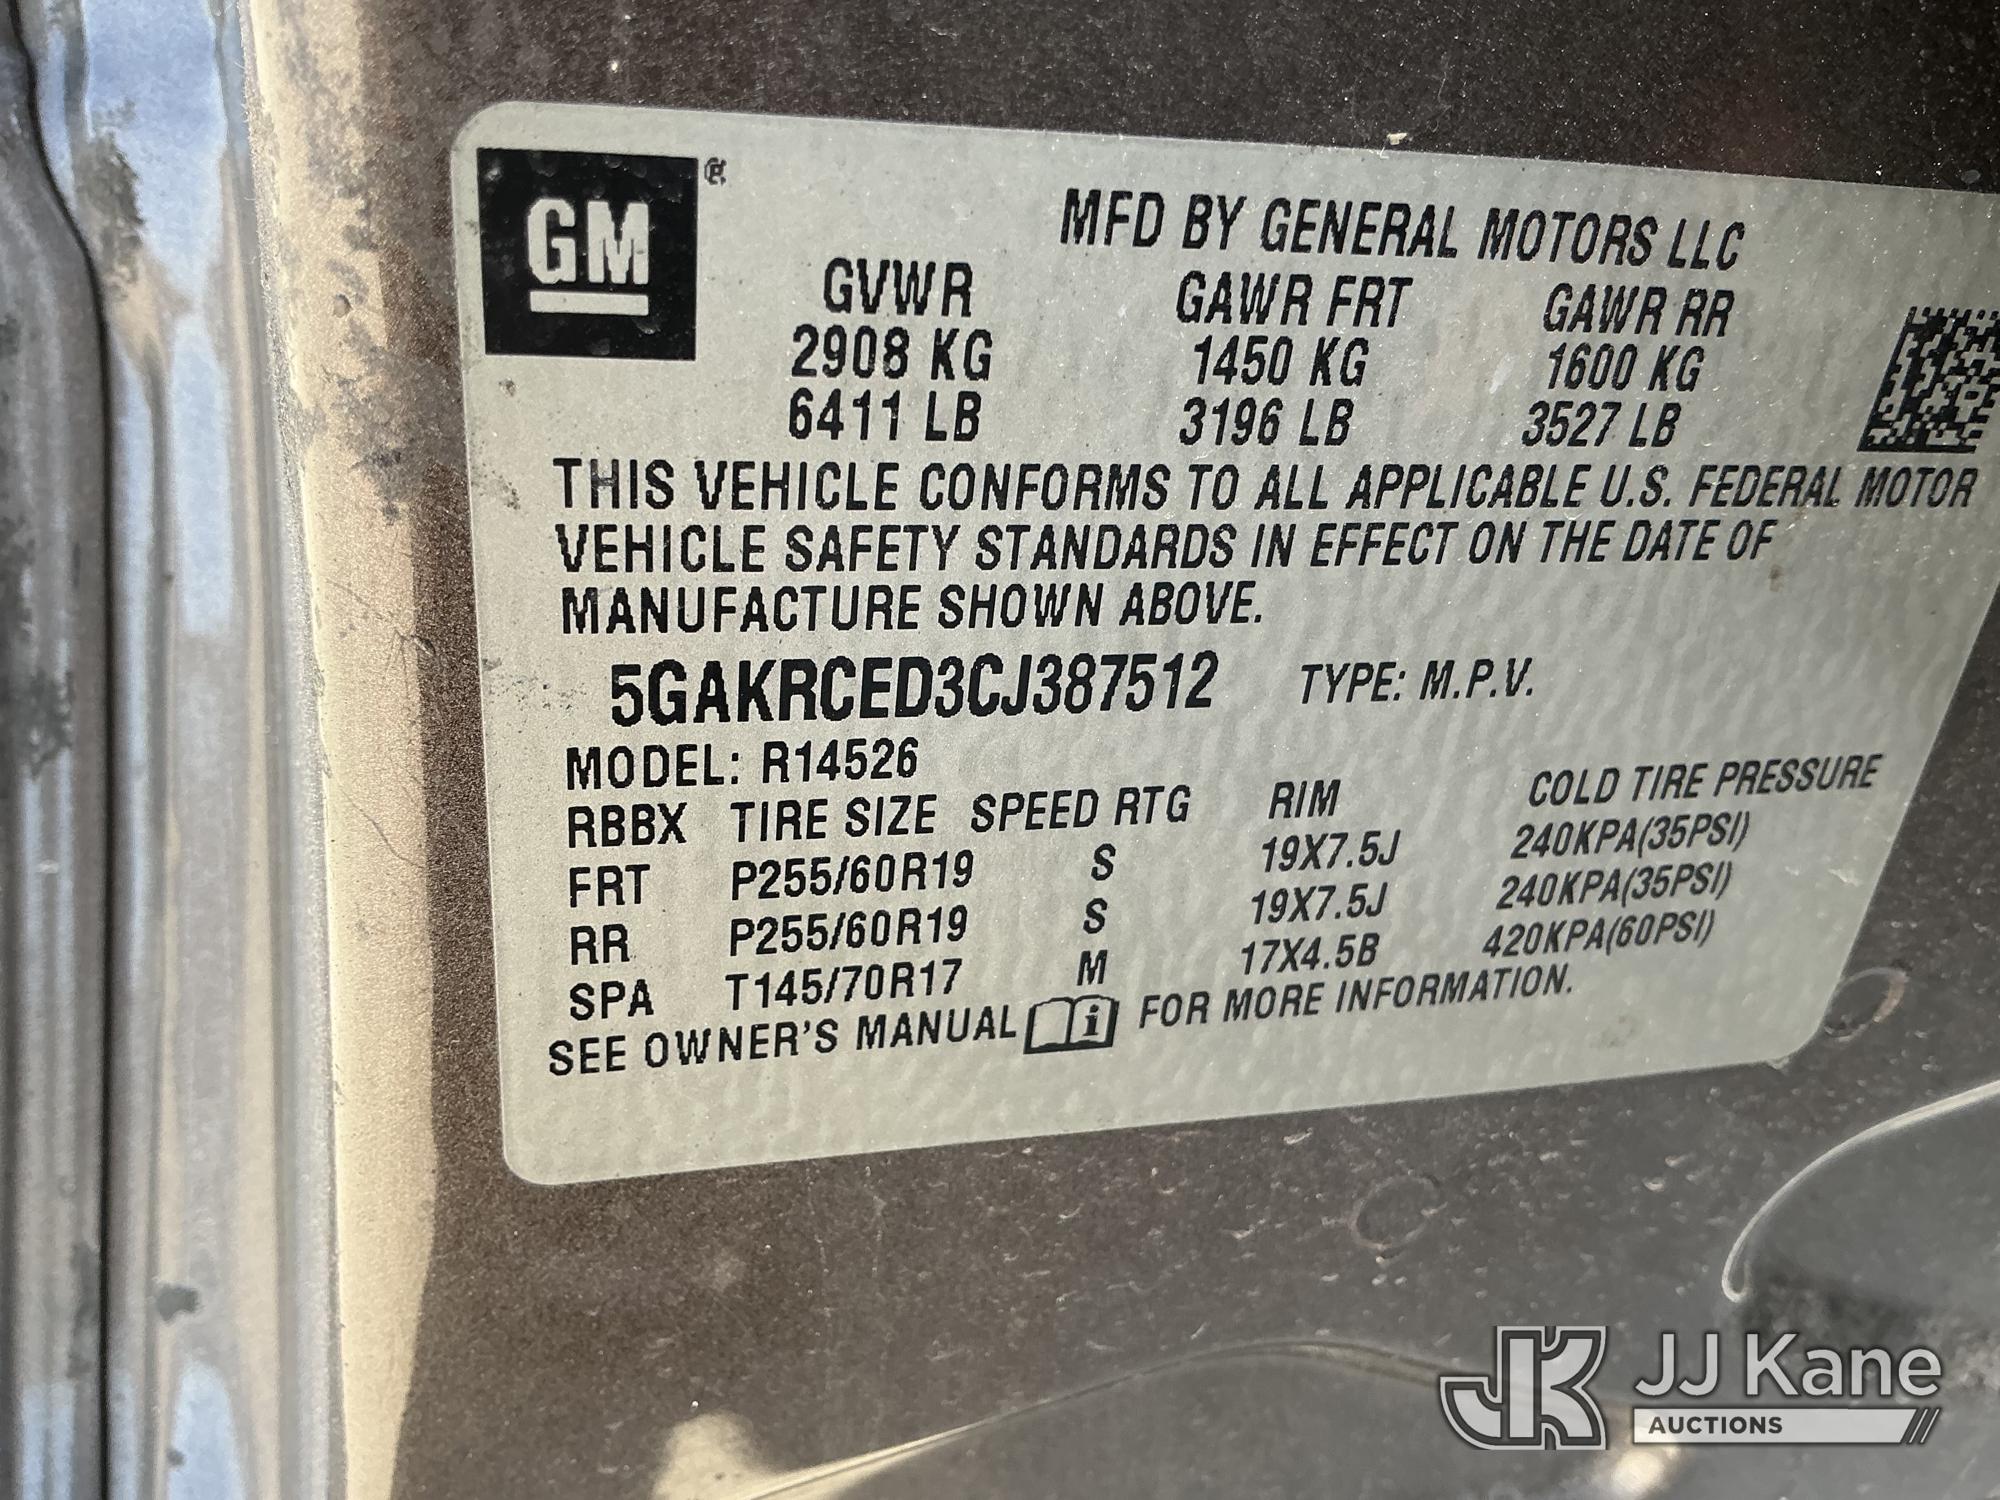 GM ®
MFD BY GENERAL MOTORS LLC
GVWR GAWR FRT GAWR RR
2908 KG 1450 KG 1600 KG
6411 LB 3196 LB 3527 LB
THIS VEHICLE CONFORMS TO ALL APPLICABLE U.S. FEDERAL MOTOR
VEHICLE SAFETY STANDARDS IN EFFECT ON THE DATE OF
MANUFACTURE SHOWN ABOVE.
5GAKRCED3CJ387512 TYPE: M.P.V.
MODEL: R14526
RBBX TIRE SIZE SPEED RTG RIM COLD TIRE PRESSURE
FRT P255/60R19 S 19X7.5J 240KPA(35PSI)
RR P255/60R19 S 19X7.5J 240KPA(35PSI)
SPA T145/70R17 M 17X4.5B 420KPA(60PSI)
SEE OWNER'S MANUAL i FOR MORE INFORMATION.
JK JJ Kane
AUCTIONS